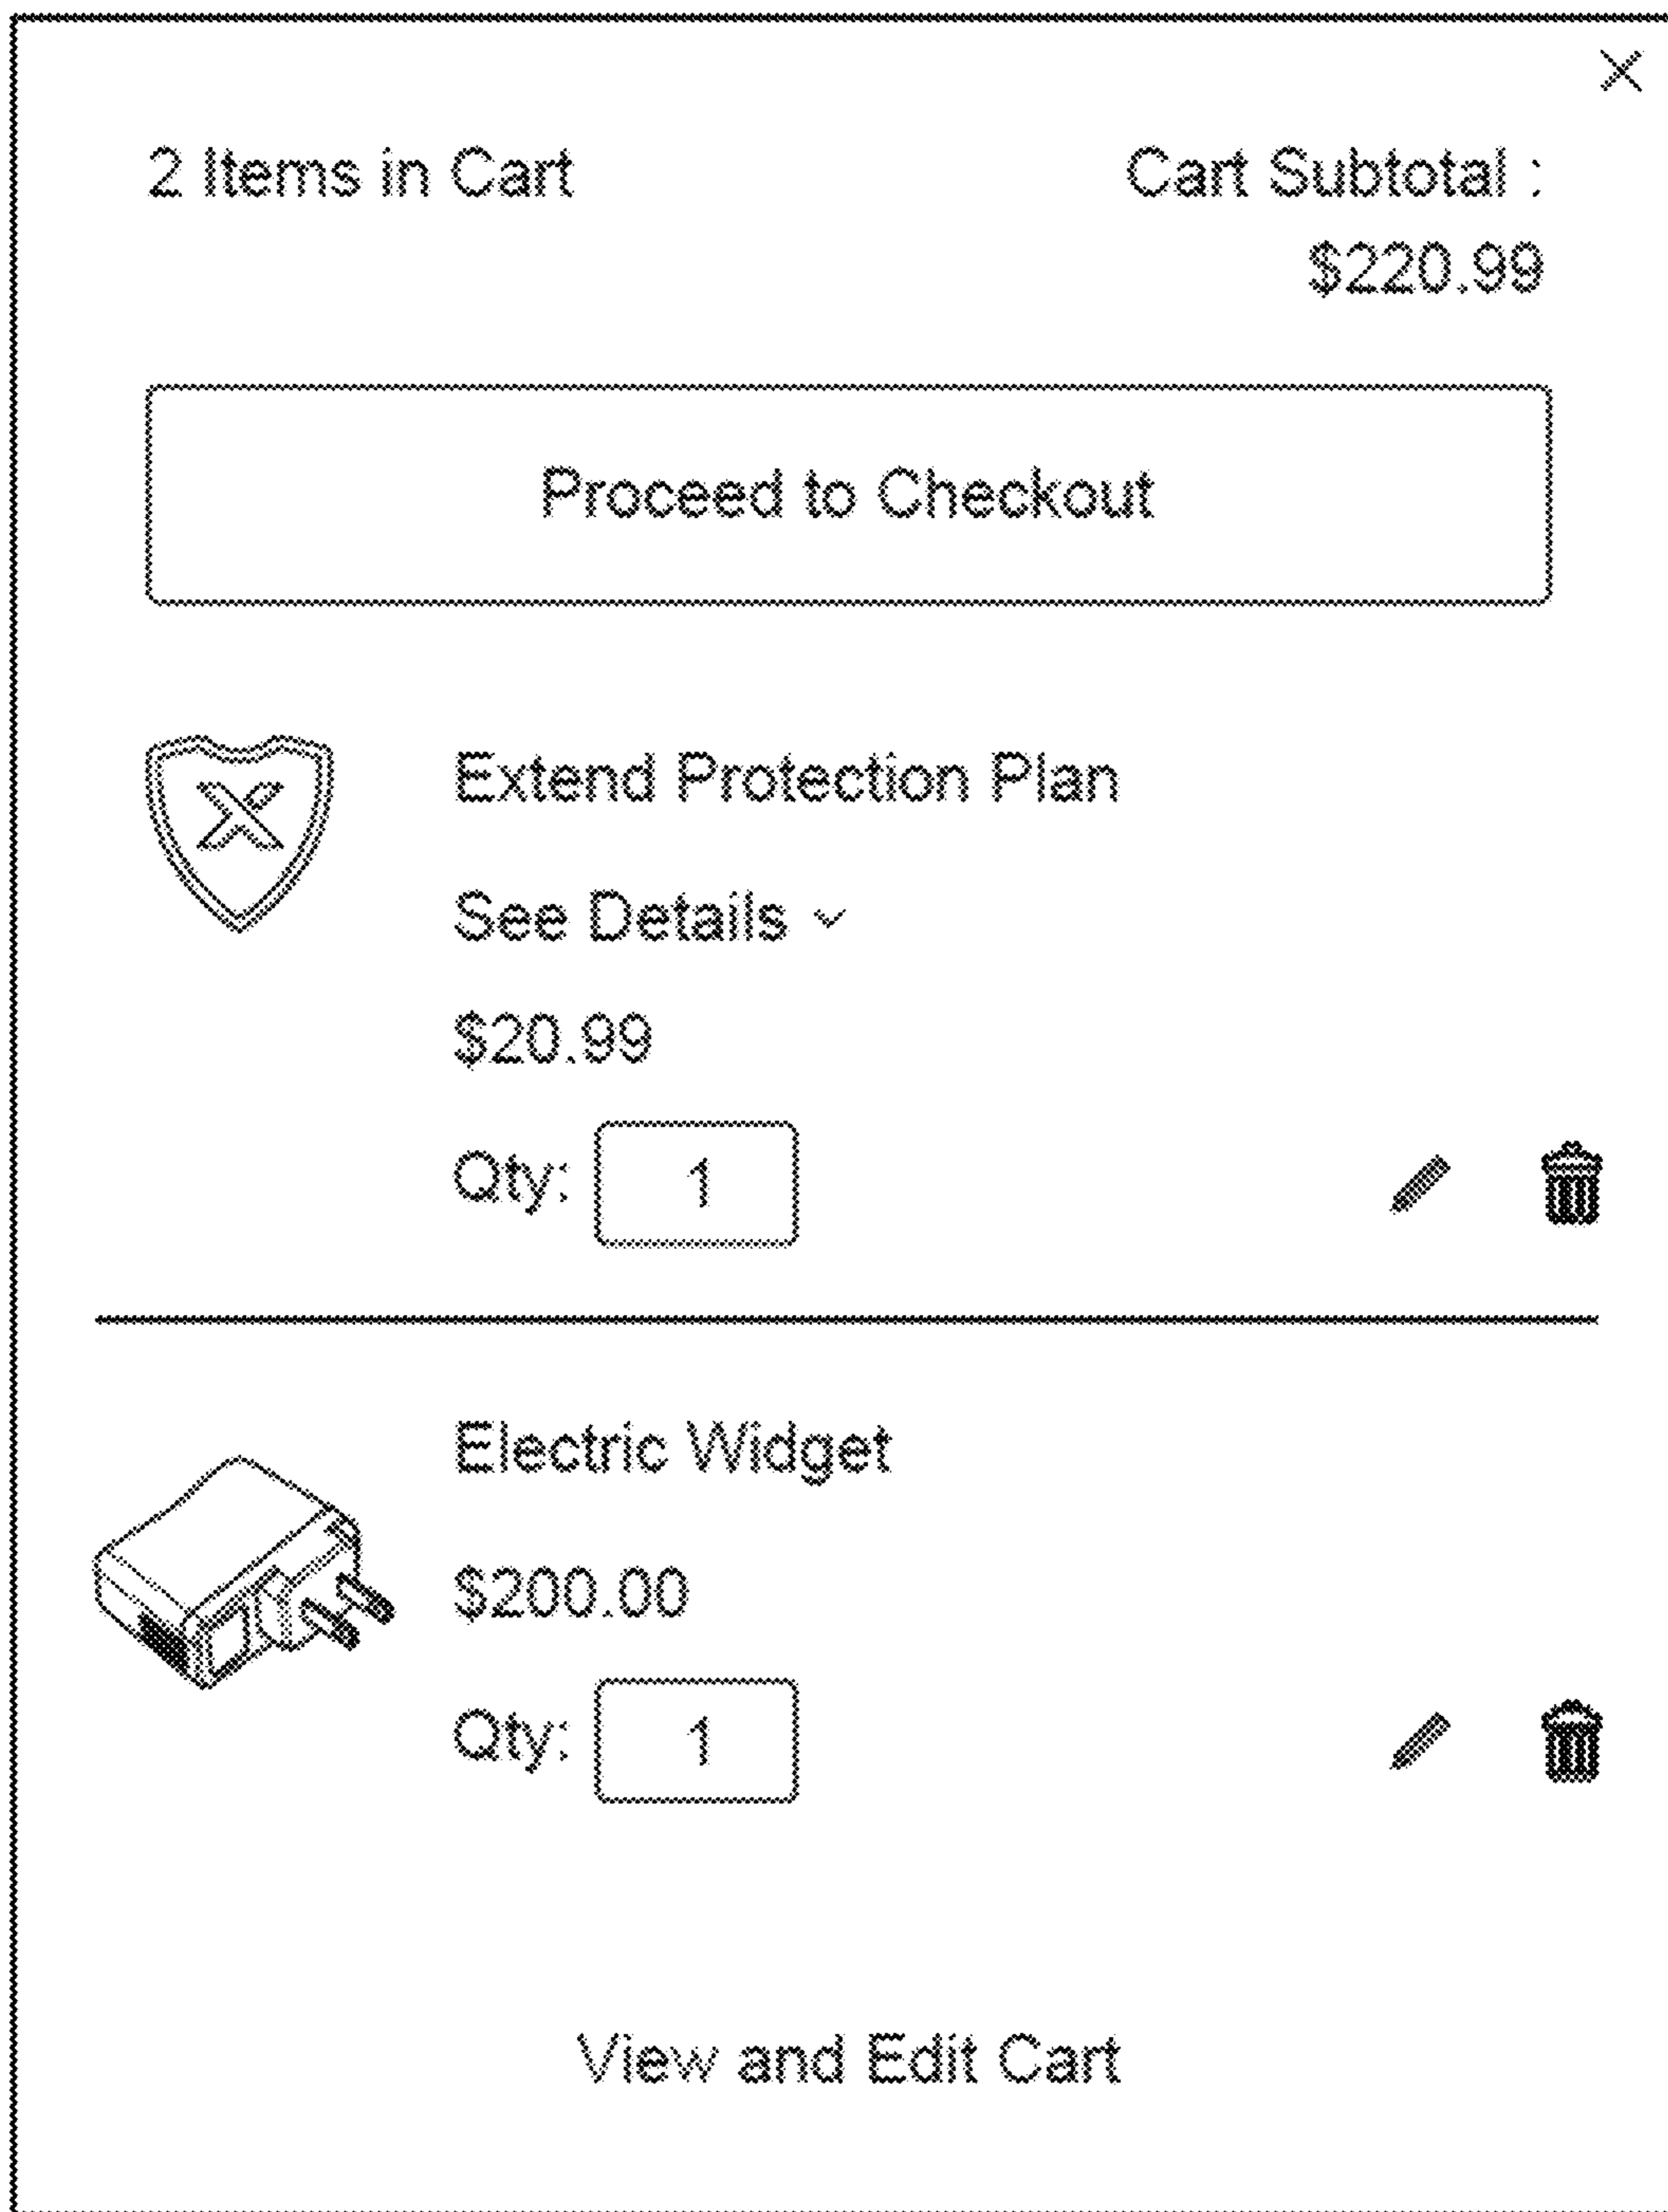 2 Items in Cart
Cart Subtotal :
$220.99
Proceed to Checkout
Extend Protection Plan
See Details
$20.99
Qty: 1
Electric Widget
$200.00
Qty: 1
View and Edit Cart